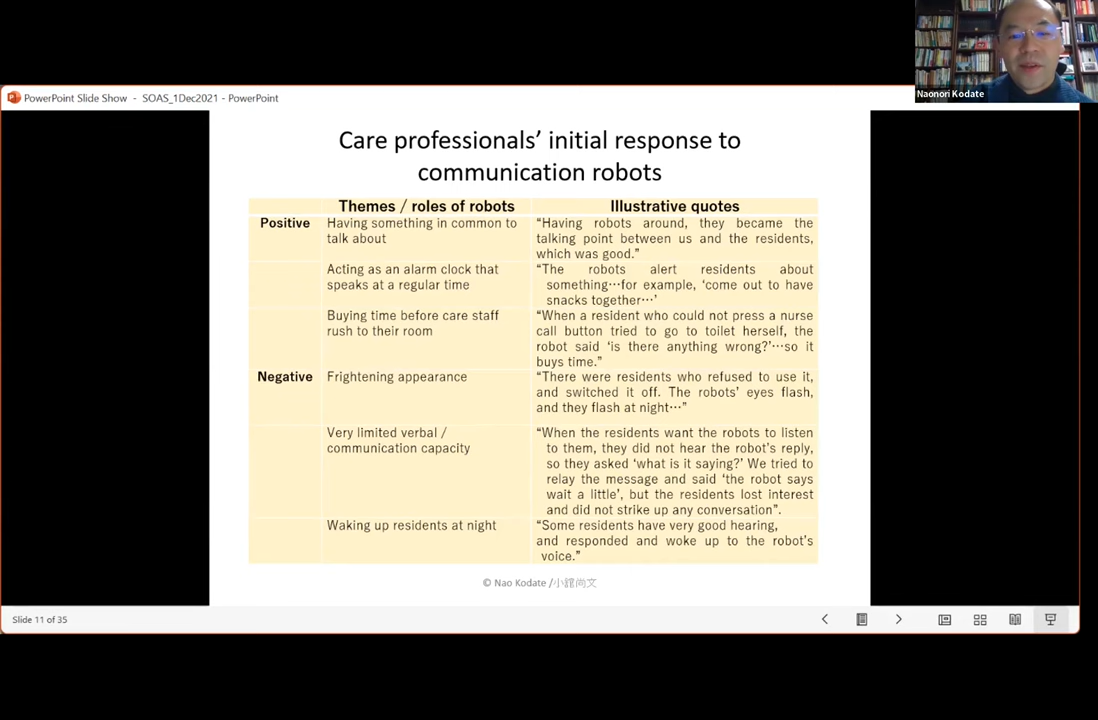 Naonori Kodate
PowerPoint Slide Show - SOAS_1Dec2021 - PowerPoint
Care professionals’ initial response to
communication robots
Themes / roles of robots
Illustrative quotes
Positive
Having something in common to
talk about
“Having robots around, they became the
talking point between us and the residents,
which was good.”
Acting as an alarm clock that
speaks at a regular time
“The robots alert residents about
something…for example, ‘come out to have
snacks together…’
Buying time before care staff
rush to their room
“When a resident who could not press a nurse
call button tried to go to toilet herself, the
robot said ‘is there anything wrong?’…so it
buys time.”
Negative
Frightening appearance
“There were residents who refused to use it,
and switched it off. The robots’ eyes flash,
and they flash at night…”
Very limited verbal /
communication capacity
“When the residents want the robots to listen
to them, they did not hear the robot’s reply,
so they asked ‘what is it saying?’ We tried to
relay the message and said ‘the robot says
wait a little’, but the residents lost interest
and did not strike up any conversation”.
Waking up residents at night
“Some residents have very good hearing,
and responded and woke up to the robot’s
voice.”
© Nao Kodate /小舘尚文
Slide 11 of 35